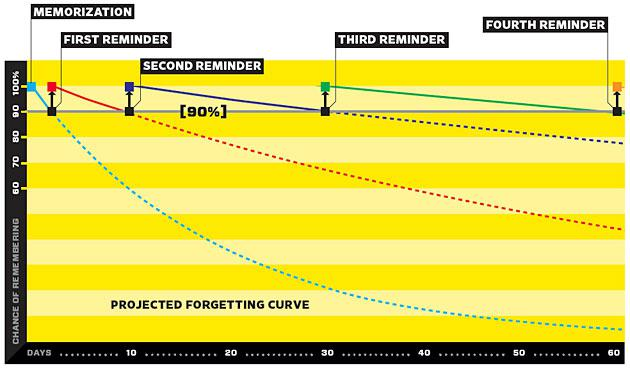 MEMORIZATION
FIRST REMINDER
SECOND REMINDER
THIRD REMINDER
FOURTH REMINDER
100%
90
80
70
60
[90%]
CHANCE OF REMEMBERING
PROJECTED FORGETTING CURVE
DAYS 10 20 30 40 50 60